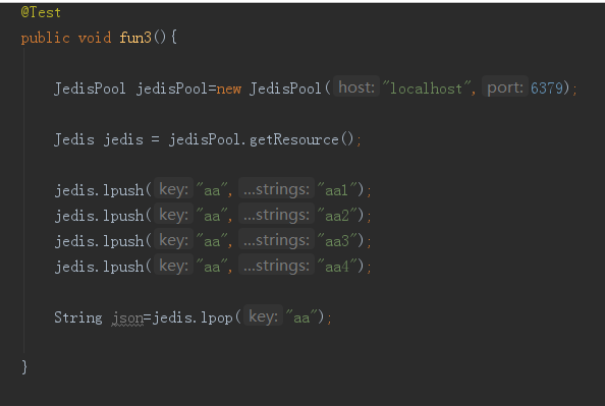 @Test
public void fun3(){
JedisPool jedisPool=new JedisPool( host: "localhost", port: 6379);
Jedis jedis = jedisPool.getResource();
jedis.lpush( key: "aa", ...strings: "aa1");
jedis.lpush( key: "aa", ...strings: "aa2");
jedis.lpush( key: "aa", ...strings: "aa3");
jedis.lpush( key: "aa", ...strings: "aa4");
String json=jedis.lpop( key: "aa");
}